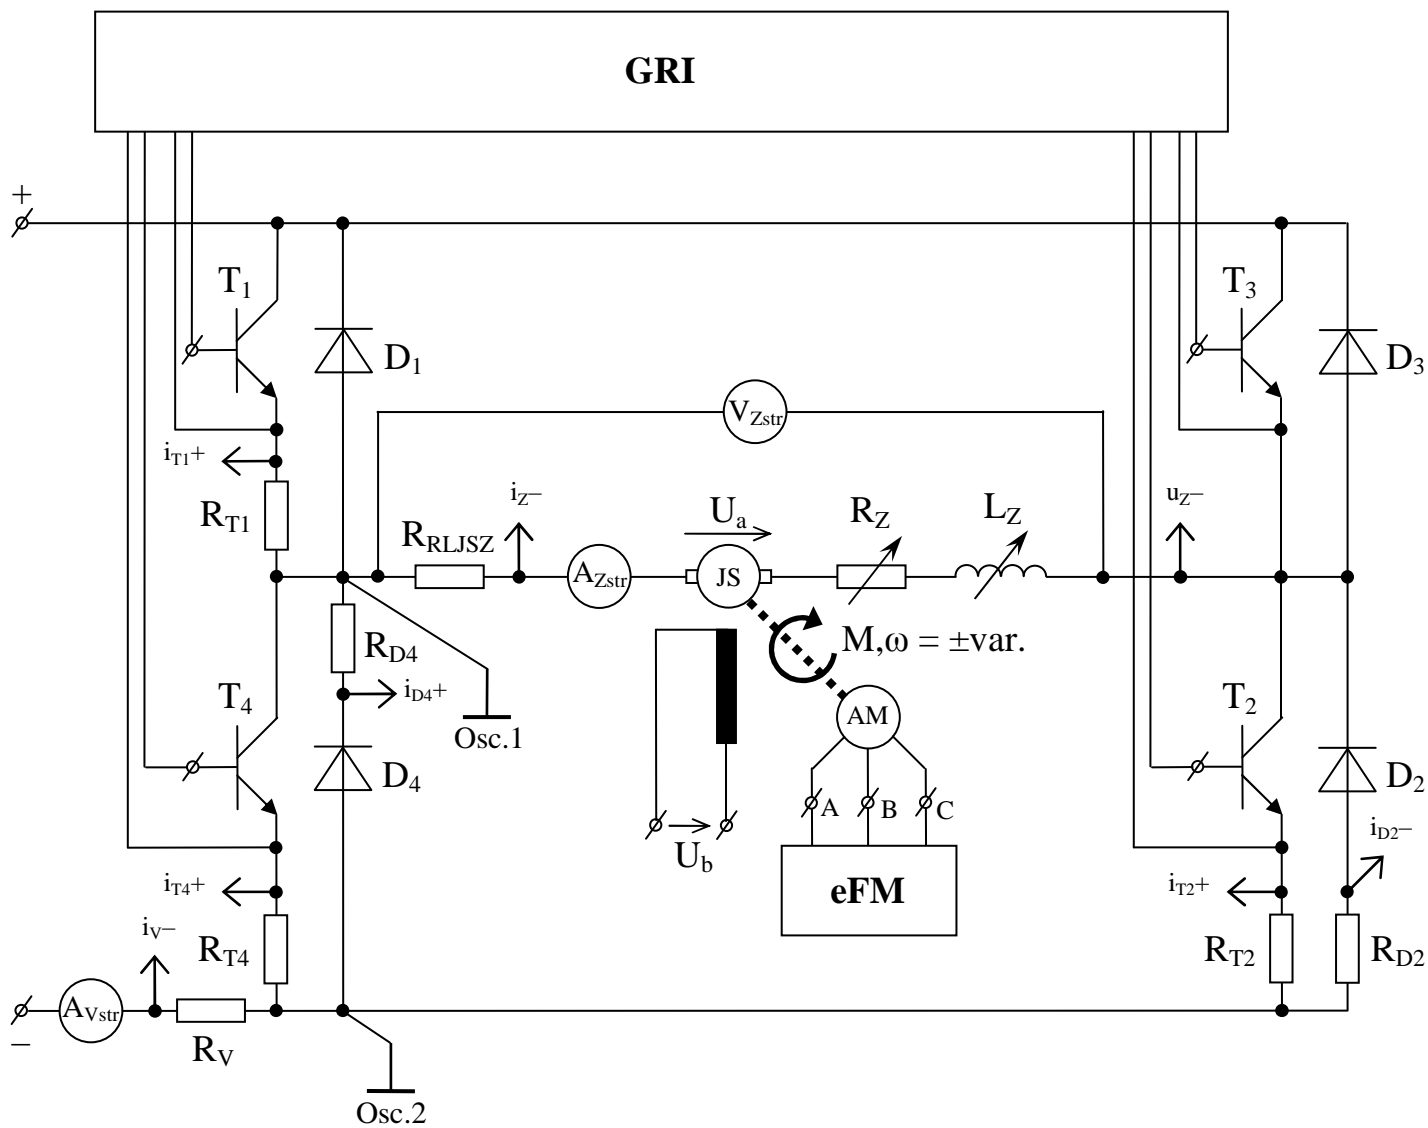 GRI
+
T1
T3
D1
D3
VZstr
iT1+
iZ–
uZ–
RT1
Ua
RZ
LZ
RRLJSZ
AZstr
JS
RD4
M,ω = ±var.
iD4+
T4
AM
T2
Osc.1
D4
D2
A
B
C
iD2–
Ub
iT4+
eFM
iT2+
iV–
RT4
RT2
RD2
AVstr
–
RV
Osc.2